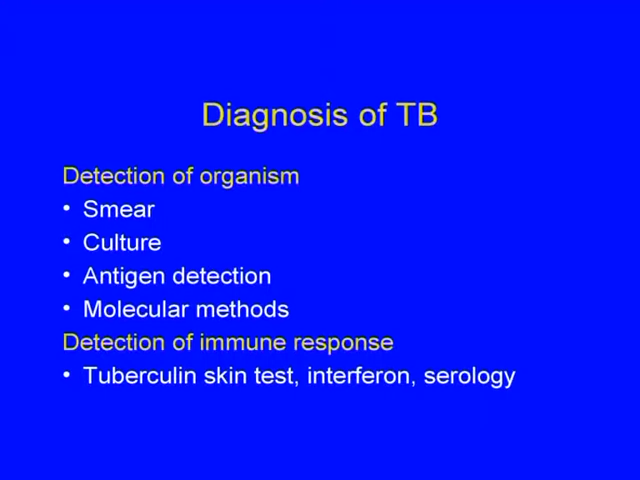 Diagnosis of TB
Detection of organism
• Smear
• Culture
• Antigen detection
• Molecular methods
Detection of immune response
• Tuberculin skin test, interferon, serology